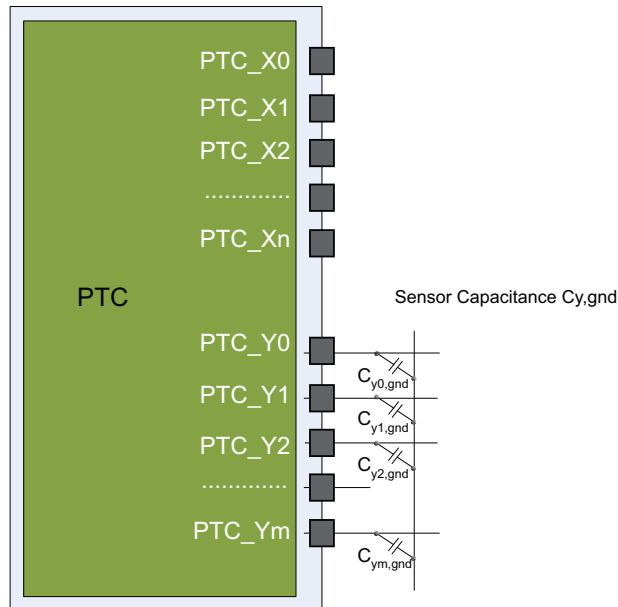 PTC_X0
PTC_X1
PTC_X2
.............
PTC_Xn
PTC
Sensor Capacitance Cy,gnd
PTC_Y0
Cy0,gnd
PTC_Y1
Cy1,gnd
PTC_Y2
Cy2,gnd
.............
PTC_Ym
Cym,gnd